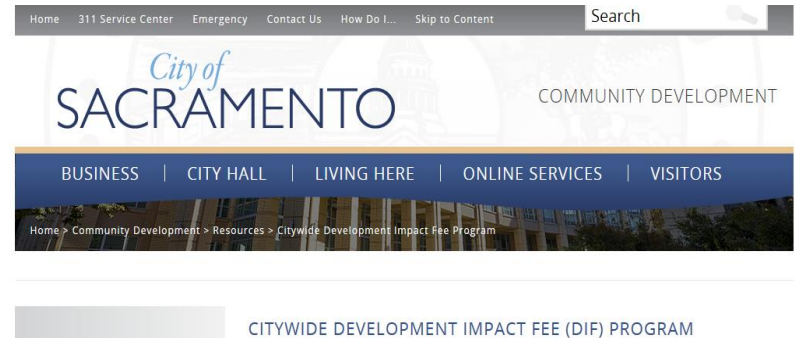 Home 311 Service Center Emergency Contact Us How Do I... Skip to Content Search
City of
SACRAMENTO
COMMUNITY DEVELOPMENT
BUSINESS | CITY HALL | LIVING HERE | ONLINE SERVICES | VISITORS
Home > Community Development > Resources > Citywide Development Impact Fee Program
CITYWIDE DEVELOPMENT IMPACT FEE (DIF) PROGRAM